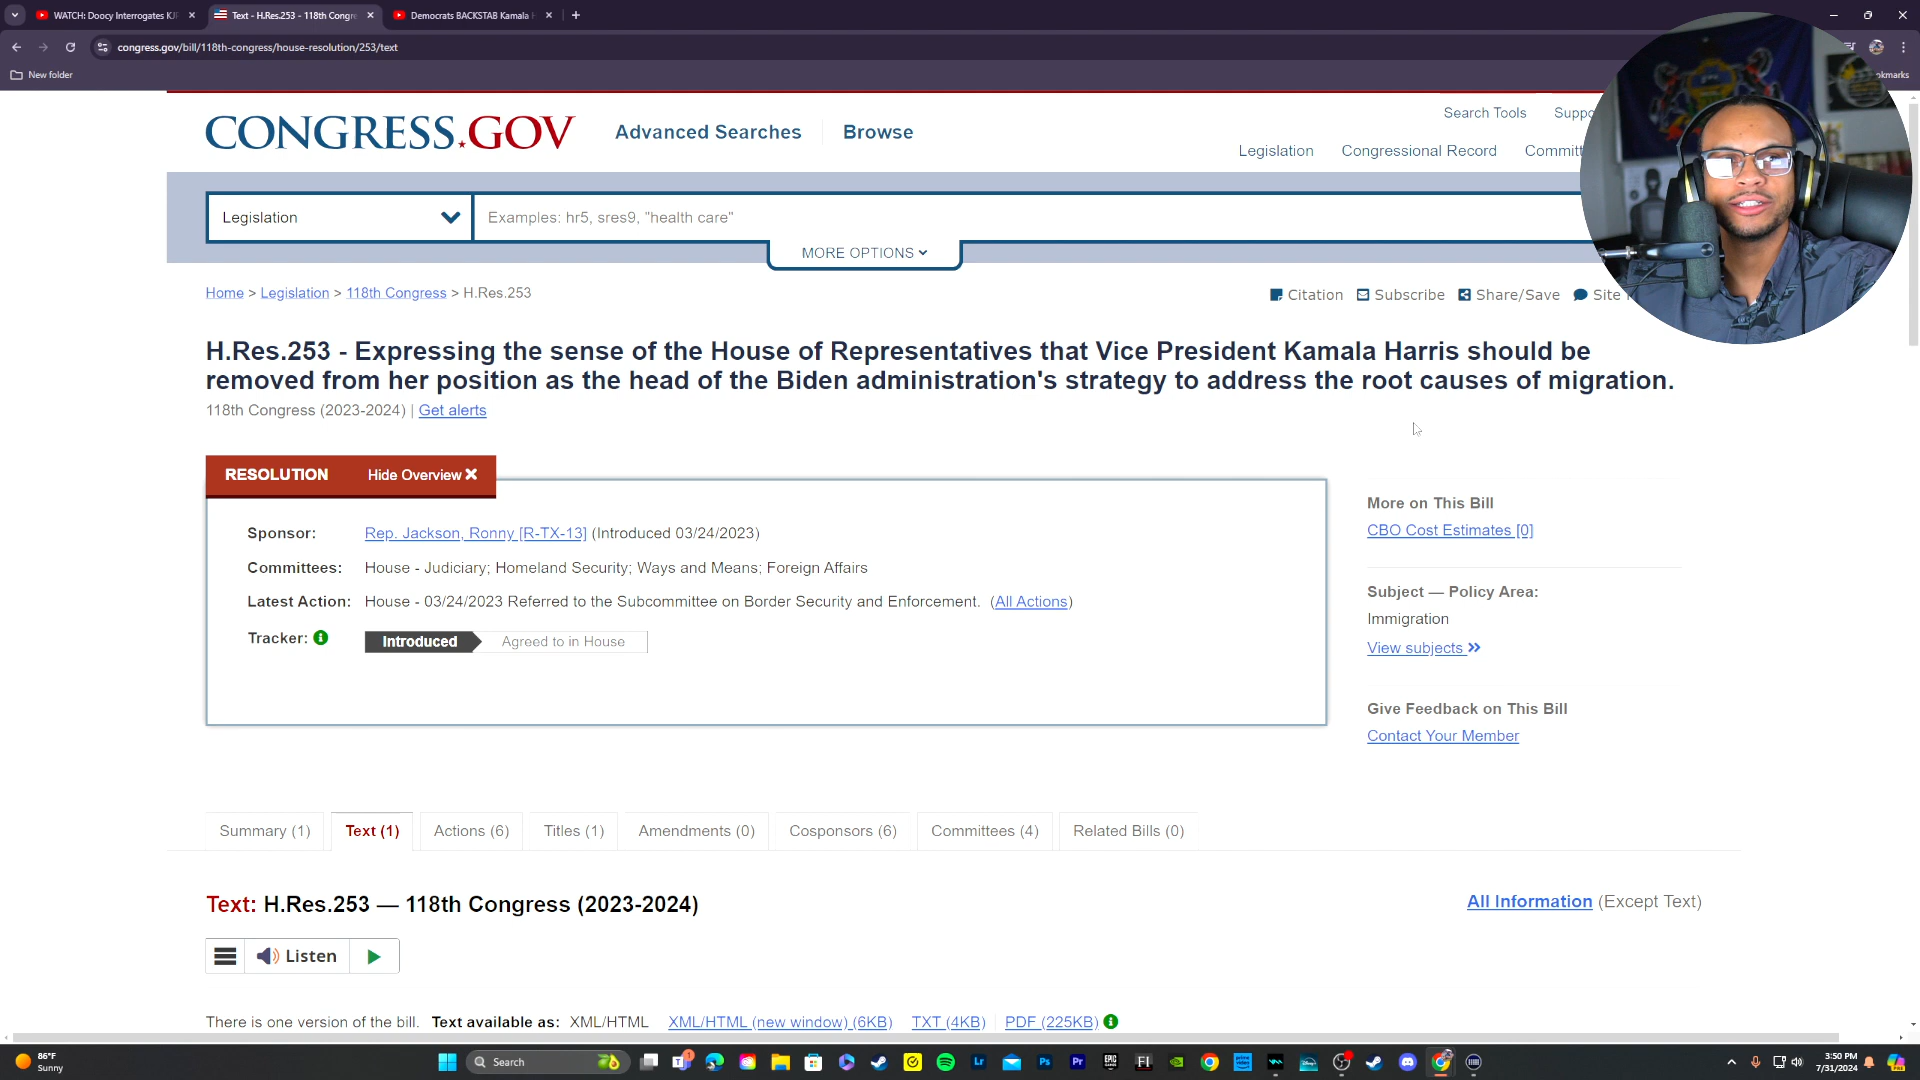 WATCH: Doocy Interrogates KJP
Text - H.Res.253 - 118th Congre
Democrats BACKSTAB Kamala H
congress.gov/bill/118th-congress/house-resolution/253/text
New folder
okmarks
CONGRESS.GOV
Advanced Searches
Browse
Search Tools
Suppo
Legislation
Congressional Record
Committ
Legislation
Examples: hr5, sres9, "health care"
MORE OPTIONS
Home > Legislation > 118th Congress > H.Res.253
Citation
Subscribe
Share/Save
Site
H.Res.253 - Expressing the sense of the House of Representatives that Vice President Kamala Harris should be
removed from her position as the head of the Biden administration's strategy to address the root causes of migration.
118th Congress (2023-2024) | Get alerts
RESOLUTION
Hide Overview
Sponsor: Rep. Jackson, Ronny [R-TX-13] (Introduced 03/24/2023)
Committees: House - Judiciary; Homeland Security; Ways and Means; Foreign Affairs
Latest Action: House - 03/24/2023 Referred to the Subcommittee on Border Security and Enforcement. (All Actions)
Tracker: Introduced Agreed to in House
More on This Bill
CBO Cost Estimates [0]
Subject — Policy Area:
Immigration
View subjects
Give Feedback on This Bill
Contact Your Member
Summary (1)
Text (1)
Actions (6)
Titles (1)
Amendments (0)
Cosponsors (6)
Committees (4)
Related Bills (0)
Text: H.Res.253 — 118th Congress (2023-2024)
All Information (Except Text)
Listen
There is one version of the bill. Text available as: XML/HTML XML/HTML (new window) (6KB) TXT (4KB) PDF (225KB)
86°F
Sunny
Search
3:50 PM
7/31/2024